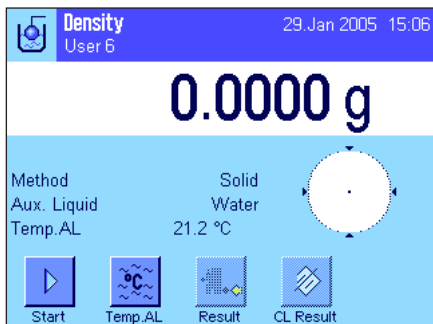 Density 29.Jan 2005 15:06
User 6
0.0000 g
Method Solid
Aux. Liquid Water
Temp.AL 21.2 °C
°C
Start Temp.AL Result CL Result